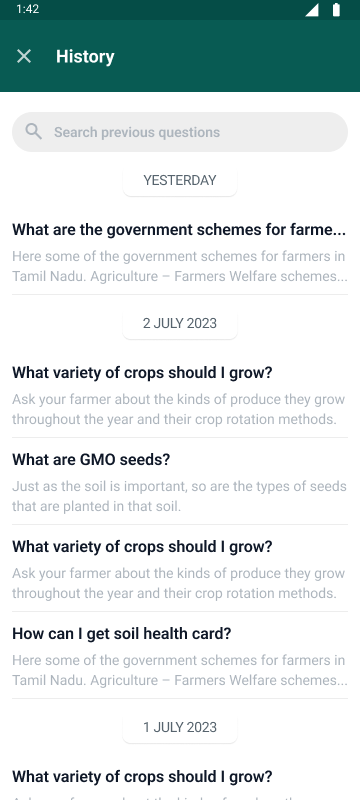 1:42
History
Search previous questions
YESTERDAY
What are the government schemes for farme...
Here some of the government schemes for farmers in
Tamil Nadu. Agriculture – Farmers Welfare schemes...
2 JULY 2023
What variety of crops should I grow?
Ask your farmer about the kinds of produce they grow
throughout the year and their crop rotation methods.
What are GMO seeds?
Just as the soil is important, so are the types of seeds
that are planted in that soil.
What variety of crops should I grow?
Ask your farmer about the kinds of produce they grow
throughout the year and their crop rotation methods.
How can I get soil health card?
Here some of the government schemes for farmers in
Tamil Nadu. Agriculture – Farmers Welfare schemes...
1 JULY 2023
What variety of crops should I grow?